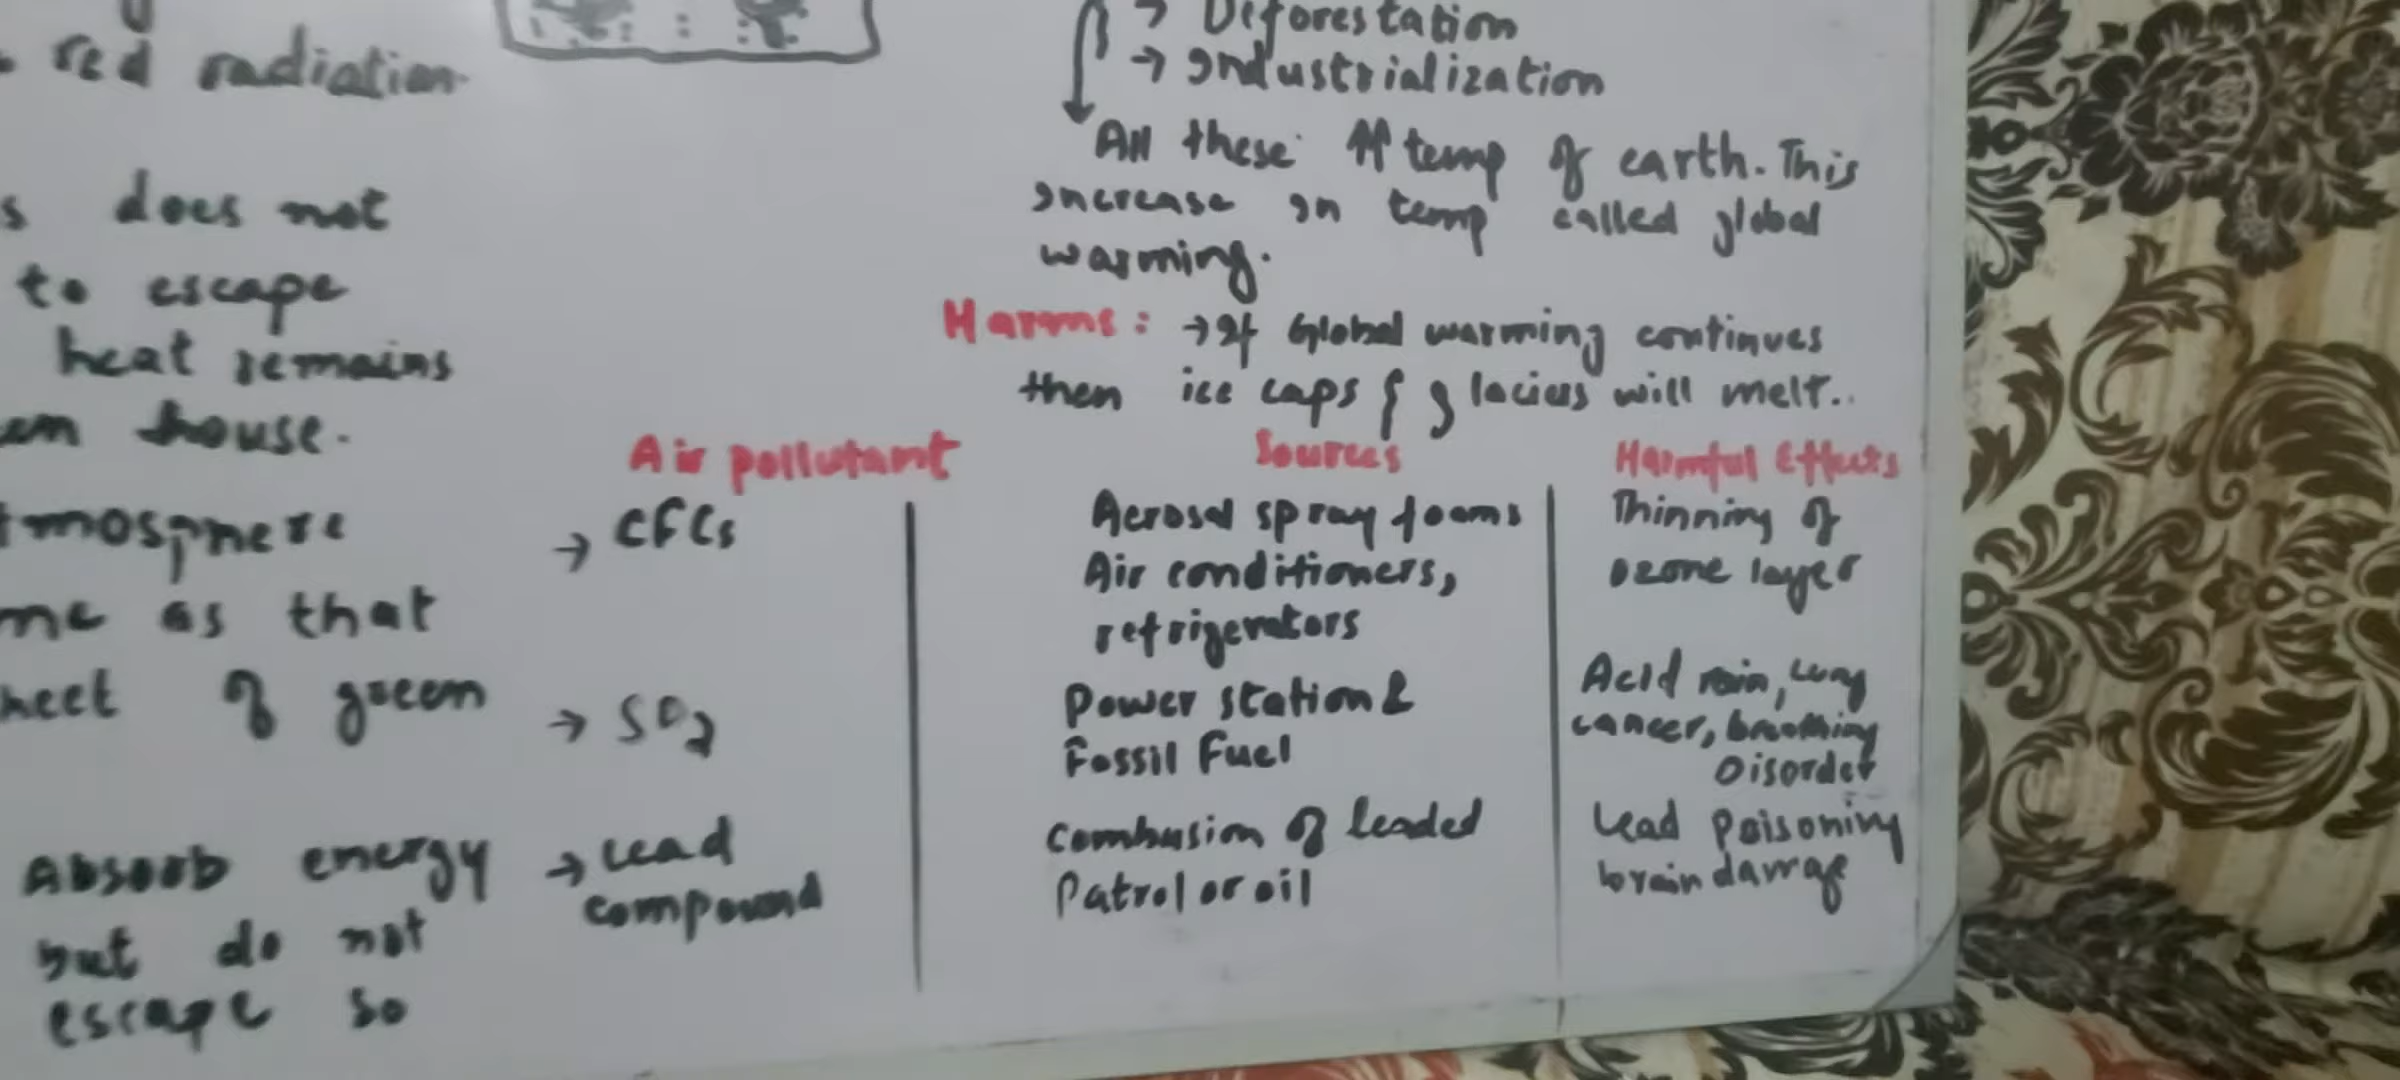 red radiation
s does not
to escape
heat remains
house.
as that
of green
Absorb energy
but do not
escape so
→ Deforestation
→ Industrialization
All these ⇈ temp of earth. This
increase in temp called global
warming.
Harms: → If Global warming continues
then ice caps & glaciers will melt..
Air pollutant Sources Harmful Effects
→ CFCs Aerosol spray foams Thinning of
Air conditioners, ozone layer
refrigerators
→ SO2 Power station & Acid rain, lung
Fossil Fuel cancer, breathing
Disorder
→ Lead Combusion of leaded Lead poisoning
compound Patrol or oil brain damage